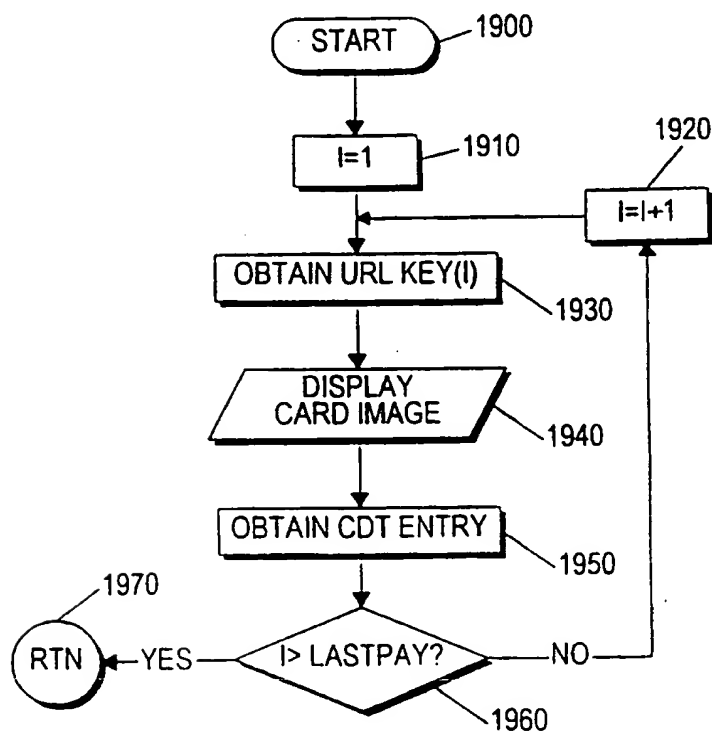 START
1900
I=1
1910
1920
I=I+1
OBTAIN URL KEY(I)
1930
DISPLAY
CARD IMAGE
1940
OBTAIN CDT ENTRY
1950
1970
RTN
YES
I> LASTPAY?
NO
1960